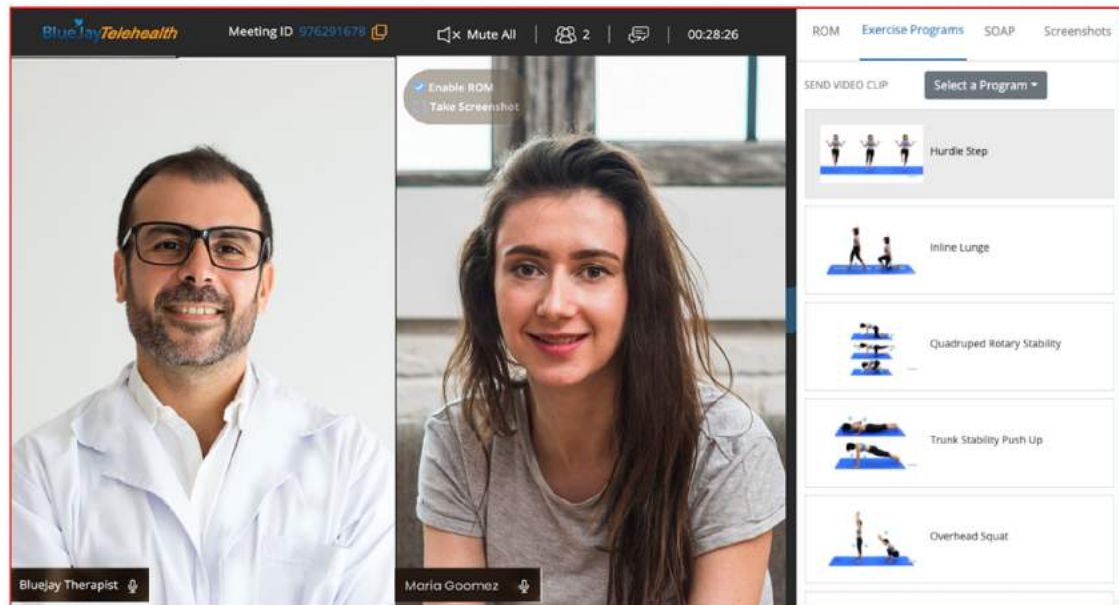 BlueJayTelehealth
Meeting ID 976291678
Mute All
2
00:28:26
Enable ROM
Take Screenshot
Bluejay Therapist
Maria Goomez
ROM Exercise Programs SOAP Screenshots
SEND VIDEO CLIP Select a Program
Hurdle Step
Inline Lunge
Quadruped Rotary Stability
Trunk Stability Push Up
Overhead Squat